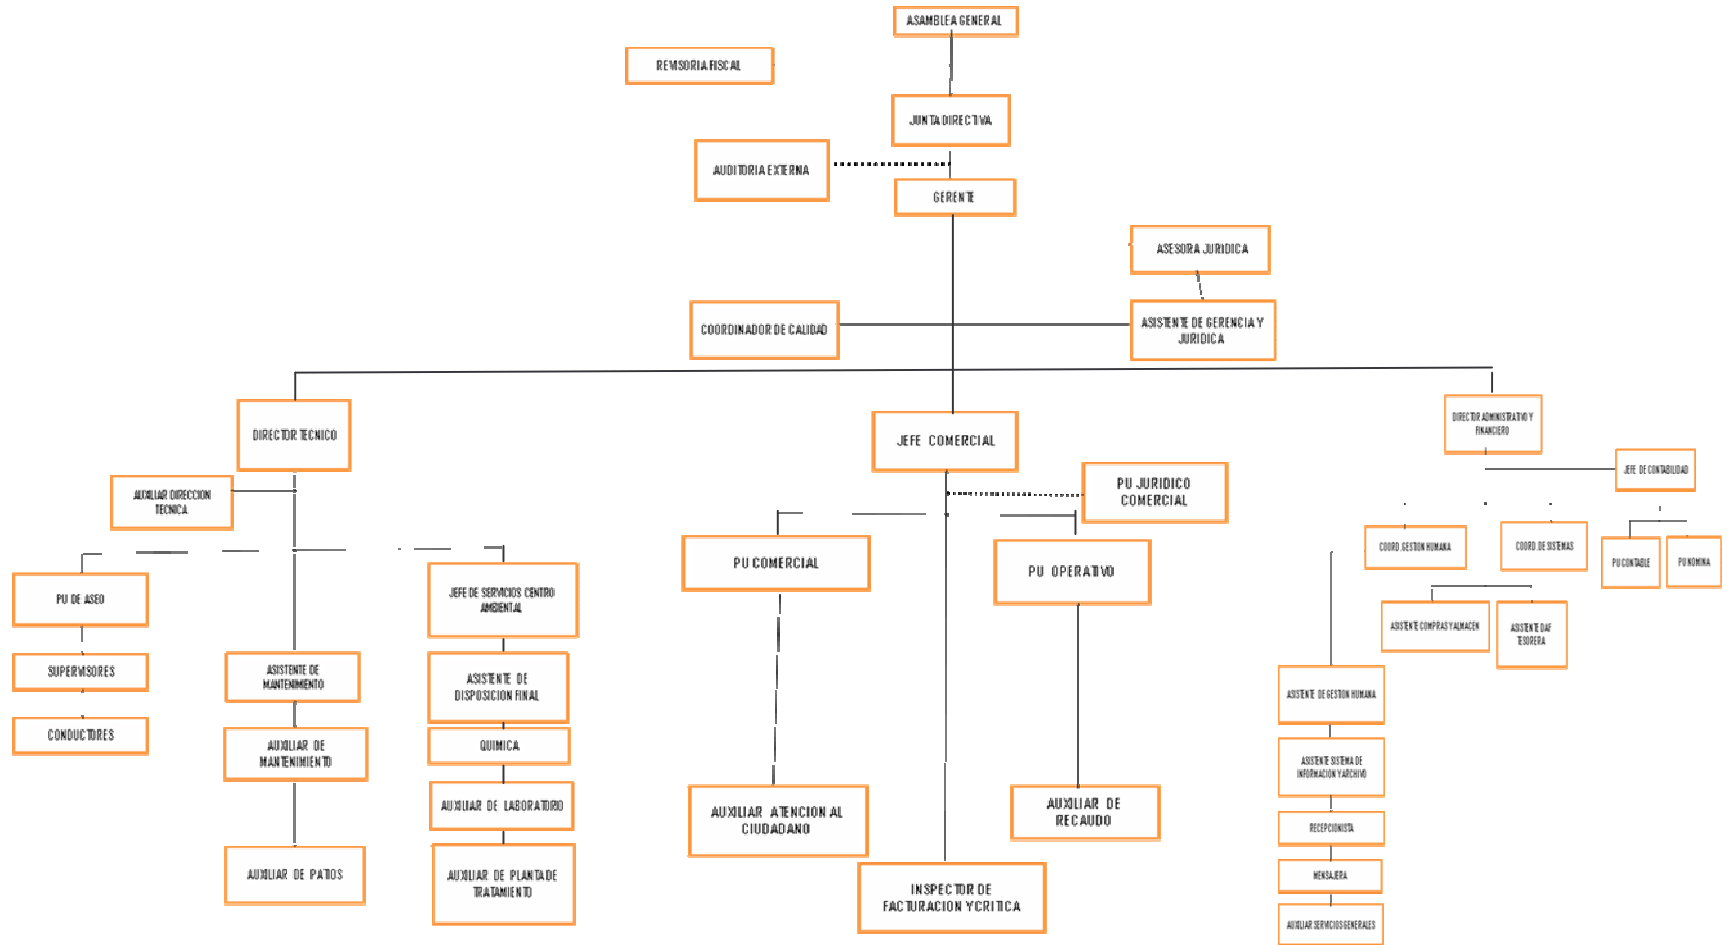 ASAMBLEA GENERAL
REVISORIA FISCAL
JUNTA DIRECTIVA
AUDITORIA EXTERNA
GERENTE
ASESORA JURIDICA
COORDINADOR DE CALIDAD
ASISTENTE DE GERENCIA Y
JURIDICA
DIRECTOR TECNICO
JEFE COMERCIAL
DIRECTOR ADMINISTRATIVO Y
FINANCIERO
AUXILIAR DIRECCION
TECNICA
PU JURIDICO
COMERCIAL
JEFE DE CONTABILIDAD
PU DE ASEO
JEFE DE SERVICIOS CENTRO
AMBIENTAL
PU COMERCIAL
PU OPERATIVO
COORD. GESTION HUMANA
COORD. DE SISTEMAS
PU CONTABLE
PU NOMINA
ASISTENTE COMPRAS Y ALMACEN
ASISTENTE DAF
TESORERA
SUPERVISORES
ASISTENTE DE
MANTENIMIENTO
ASISTENTE DE
DISPOSICION FINAL
ASISTENTE DE GESTION HUMANA
CONDUCTORES
AUXILIAR DE
MANTENIMIENTO
QUIMICA
ASISTENTE SISTEMA DE
INFORMACION Y ARCHIVO
AUXILIAR DE LABORATORIO
AUXILIAR ATENCION AL
CIUDADANO
AUXILIAR DE
RECAUDO
RECEPCIONISTA
AUXILIAR DE PATIOS
AUXILIAR DE PLANTA DE
TRATAMIENTO
INSPECTOR DE
FACTURACION Y CRITICA
MENSAJERA
AUXILIAR SERVICIOS GENERALES